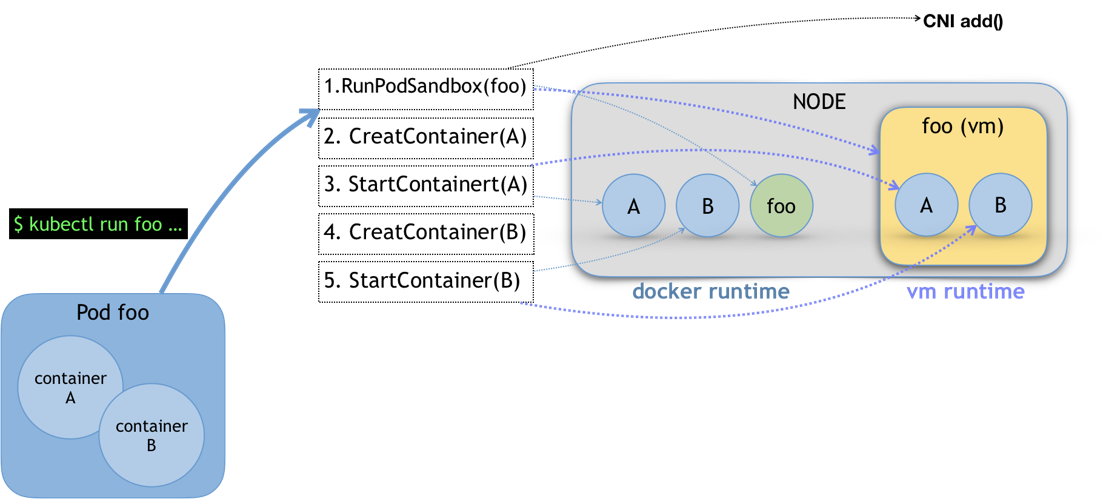 CNI add()
1.RunPodSandbox(foo)
2. CreatContainer(A)
3. StartContainert(A)
4. CreatContainer(B)
5. StartContainer(B)
$ kubectl run foo ...
Pod foo
container
A
container
B
NODE
A
B
foo
foo (vm)
A
B
docker runtime
vm runtime